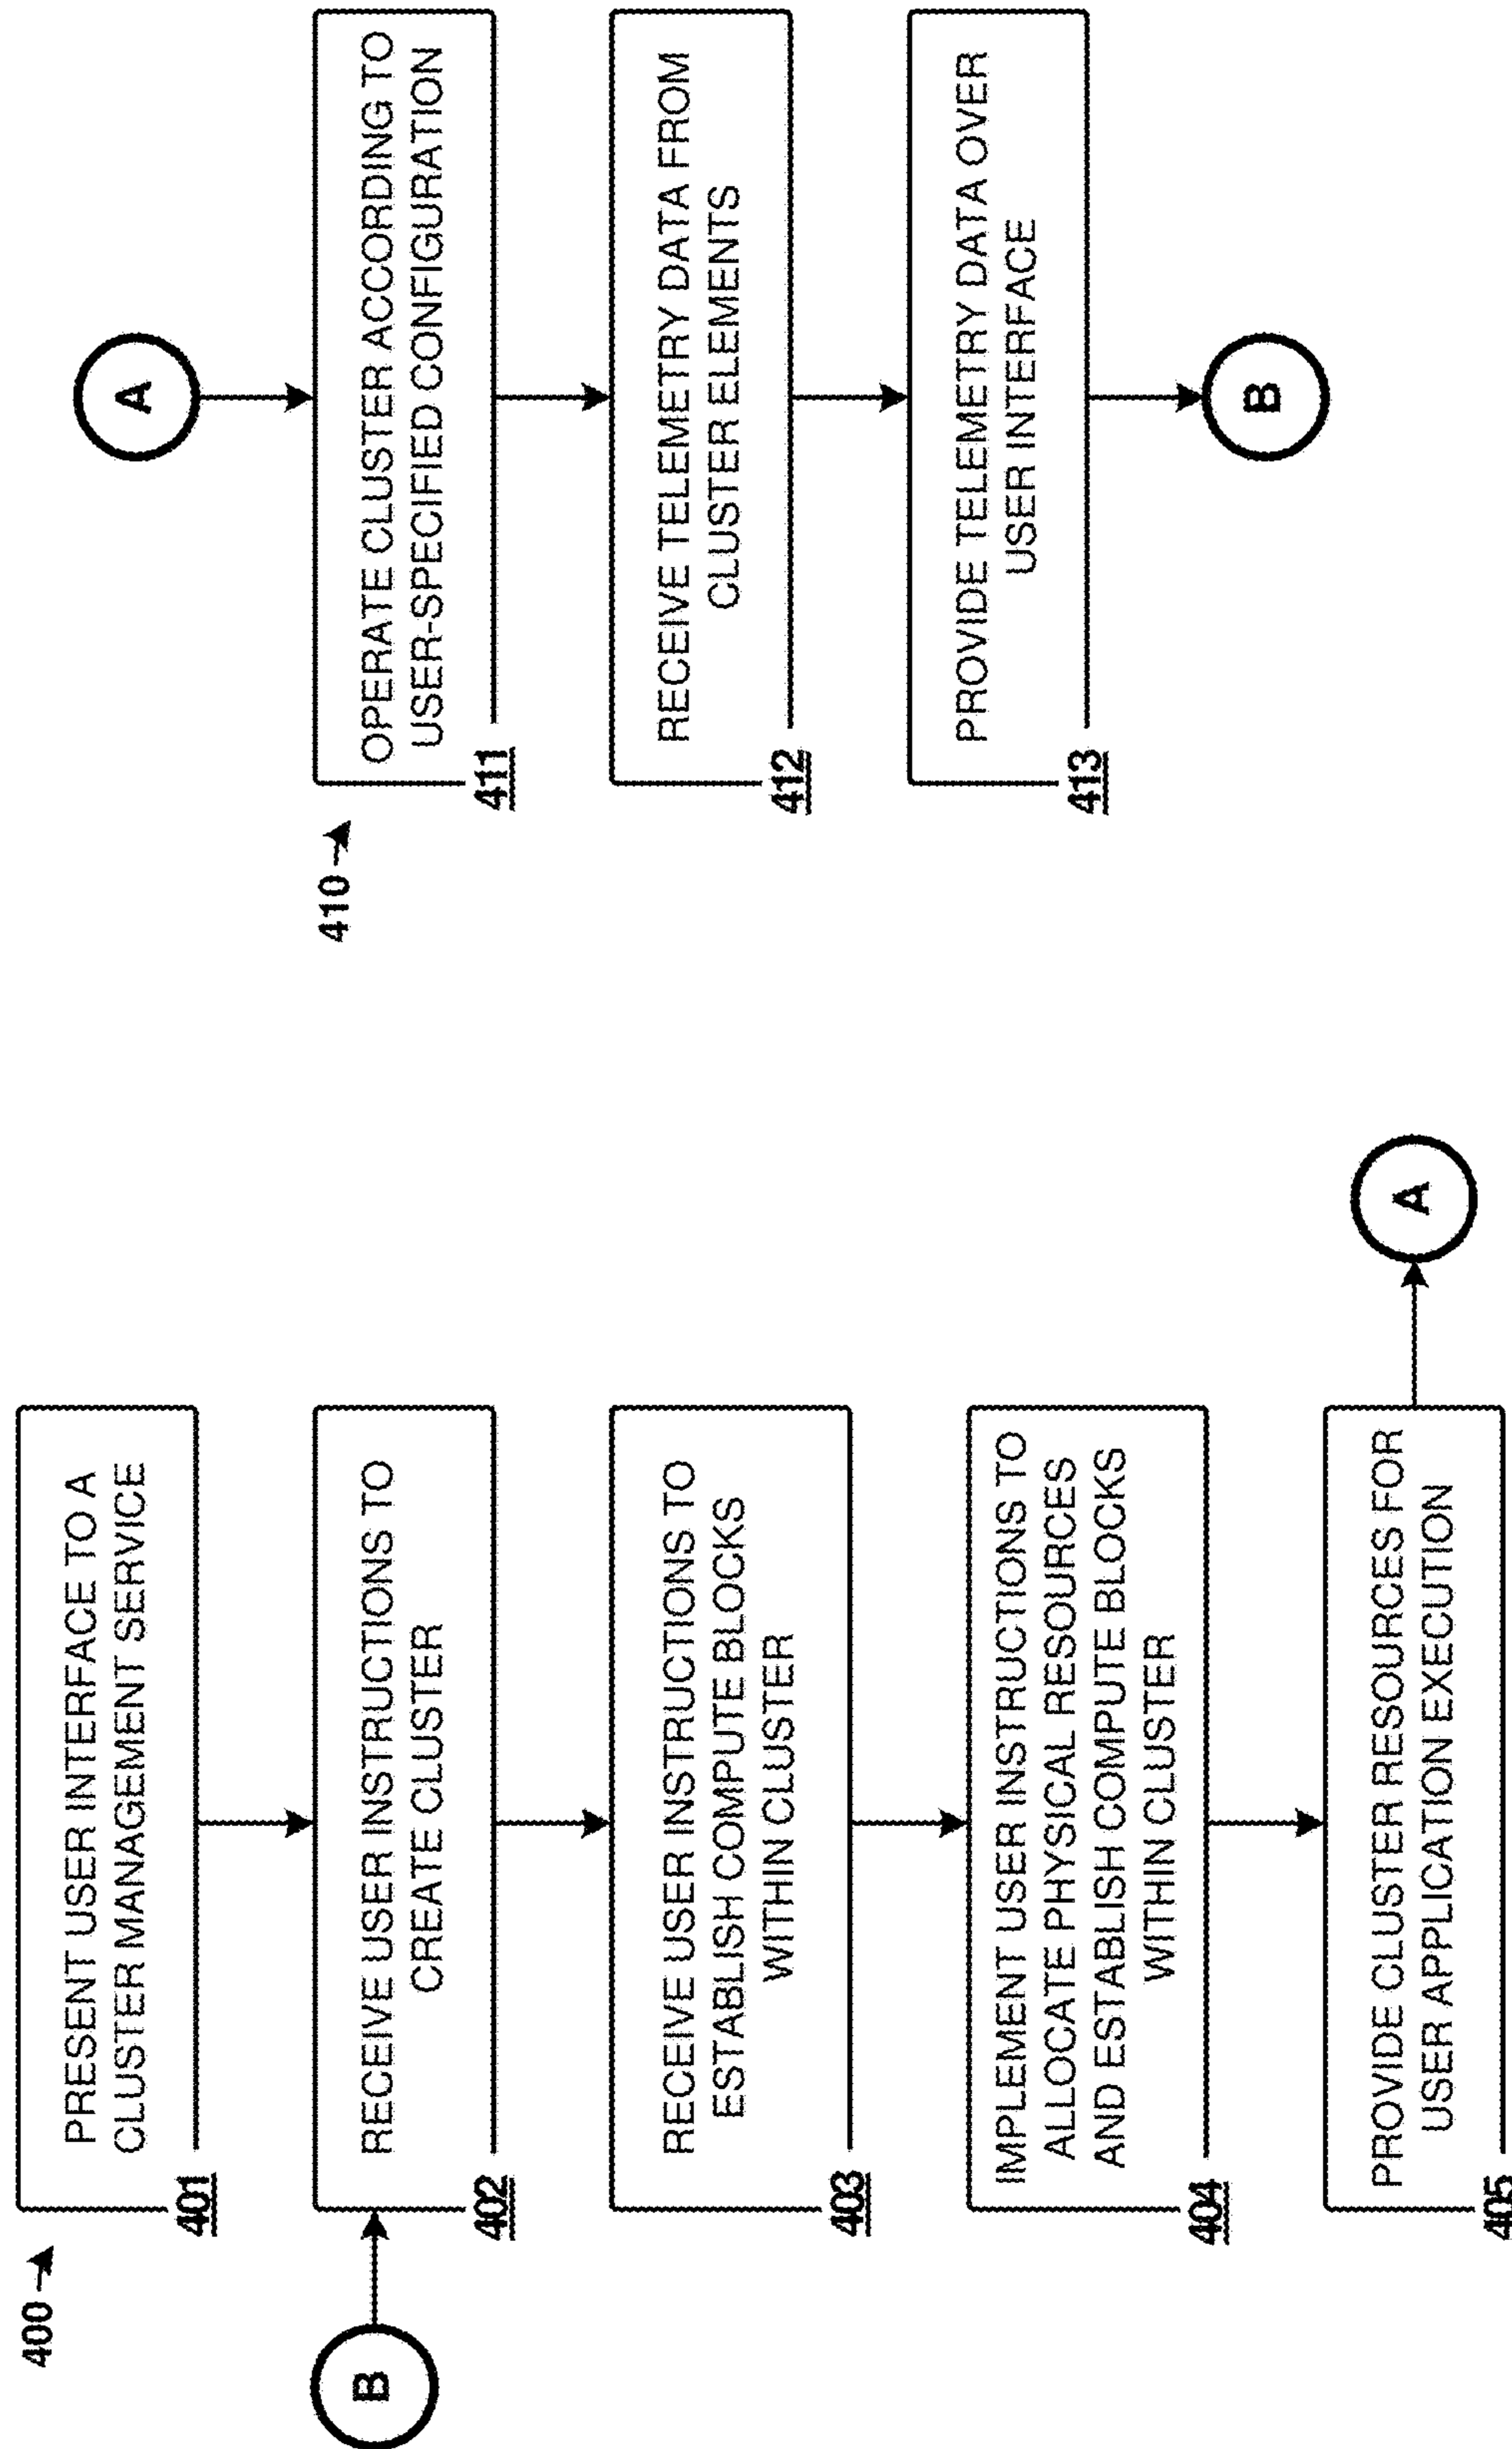 400
PRESENT USER INTERFACE TO A
CLUSTER MANAGEMENT SERVICE
401
B
RECEIVE USER INSTRUCTIONS TO
CREATE CLUSTER
402
RECEIVE USER INSTRUCTIONS TO
ESTABLISH COMPUTE BLOCKS
WITHIN CLUSTER
403
IMPLEMENT USER INSTRUCTIONS TO
ALLOCATE PHYSICAL RESOURCES
AND ESTABLISH COMPUTE BLOCKS
WITHIN CLUSTER
404
PROVIDE CLUSTER RESOURCES FOR
USER APPLICATION EXECUTION
405
A
A
410
OPERATE CLUSTER ACCORDING TO
USER-SPECIFIED CONFIGURATION
411
RECEIVE TELEMETRY DATA FROM
CLUSTER ELEMENTS
412
PROVIDE TELEMETRY DATA OVER
USER INTERFACE
413
B